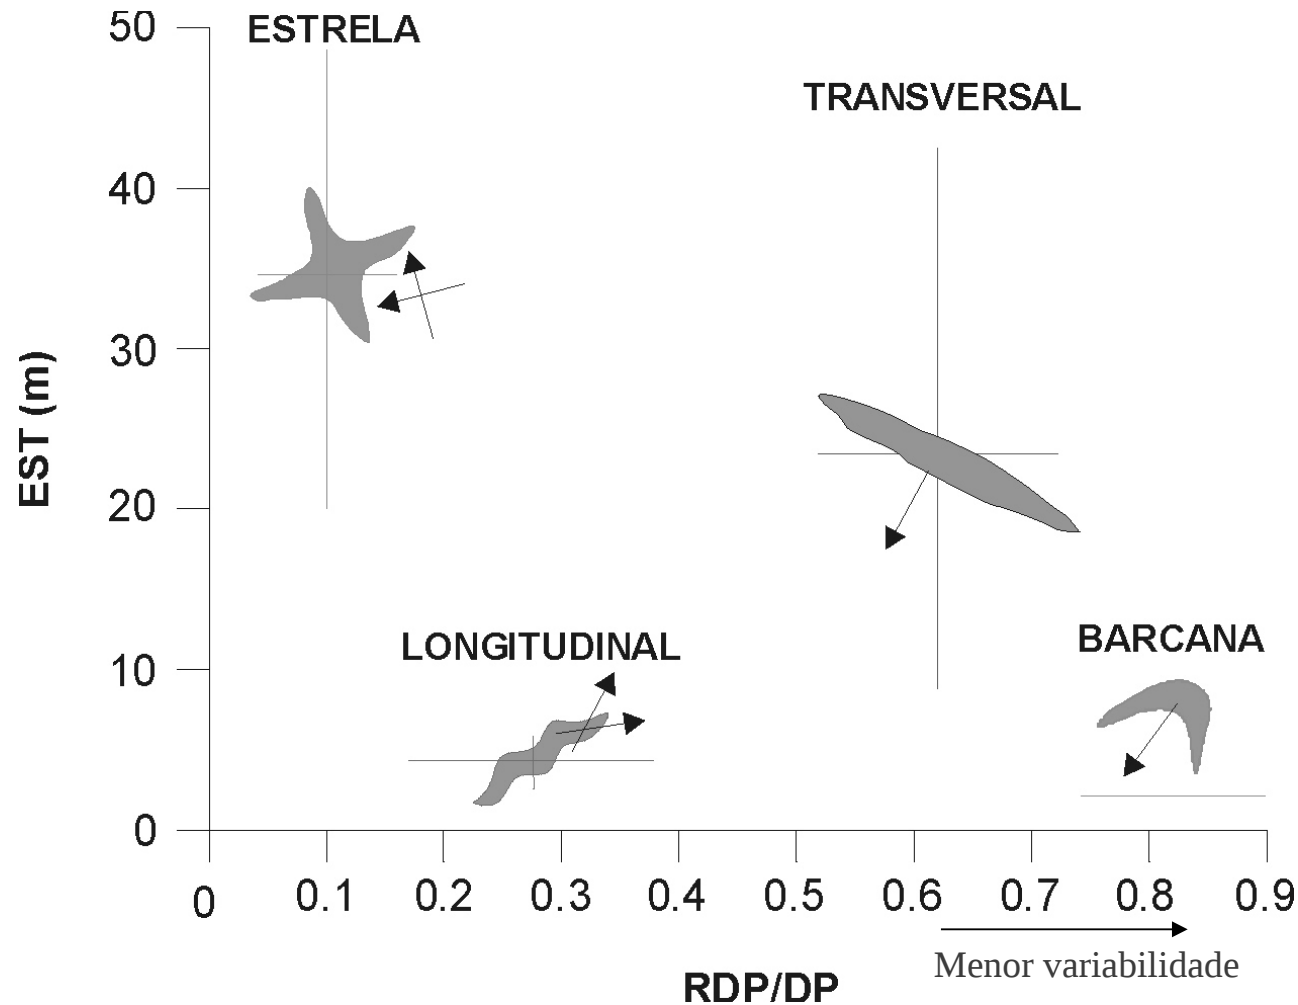 50
ESTRELA
TRANSVERSAL
40
30
EST (m)
20
LONGITUDINAL
BARCANA
10
0
0 0.1 0.2 0.3 0.4 0.5 0.6 0.7 0.8 0.9
Menor variabilidade
RDP/DP